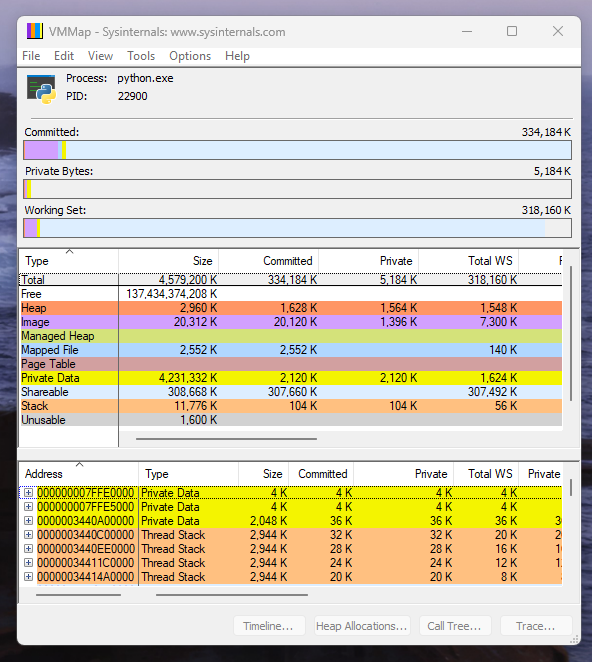 VMMap - Sysinternals: www.sysinternals.com
File Edit View Tools Options Help
Process: python.exe
PID: 22900
Committed: 334,184 K
Private Bytes: 5,184 K
Working Set: 318,160 K
Type Size Committed Private Total WS F
Total 4,579,200 K 334,184 K 5,184 K 318,160 K
Free 137,434,374,208 K
Heap 2,960 K 1,628 K 1,564 K 1,548 K
Image 20,312 K 20,120 K 1,396 K 7,300 K
Managed Heap
Mapped File 2,552 K 2,552 K 140 K
Page Table
Private Data 4,231,332 K 2,120 K 2,120 K 1,624 K
Shareable 308,668 K 307,660 K 307,492 K
Stack 11,776 K 104 K 104 K 56 K
Unusable 1,600 K
Address Type Size Committed Private Total WS Private
000000007FFE0000 Private Data 4 K 4 K 4 K 4 K
000000007FFE5000 Private Data 4 K 4 K 4 K 4 K
0000003440A00000 Private Data 2,048 K 36 K 36 K 36 K 3
0000003440C00000 Thread Stack 2,944 K 32 K 32 K 20 K 2
0000003440EE0000 Thread Stack 2,944 K 28 K 28 K 16 K 1
00000034411C0000 Thread Stack 2,944 K 24 K 24 K 12 K 1
00000034414A0000 Thread Stack 2,944 K 20 K 20 K 8 K
Timeline... Heap Allocations... Call Tree... Trace...